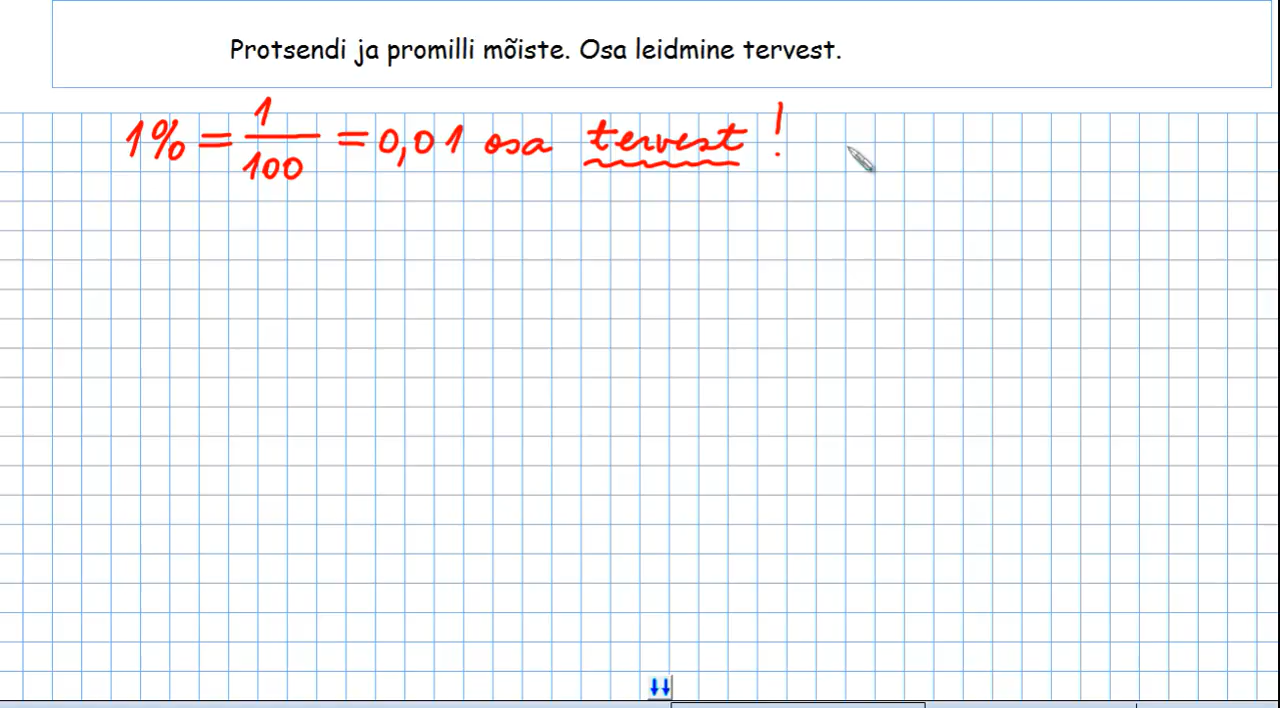 Protsendi ja promilli mõiste. Osa leidmine tervest.
1% = 1/100 = 0,01 osa tervest !